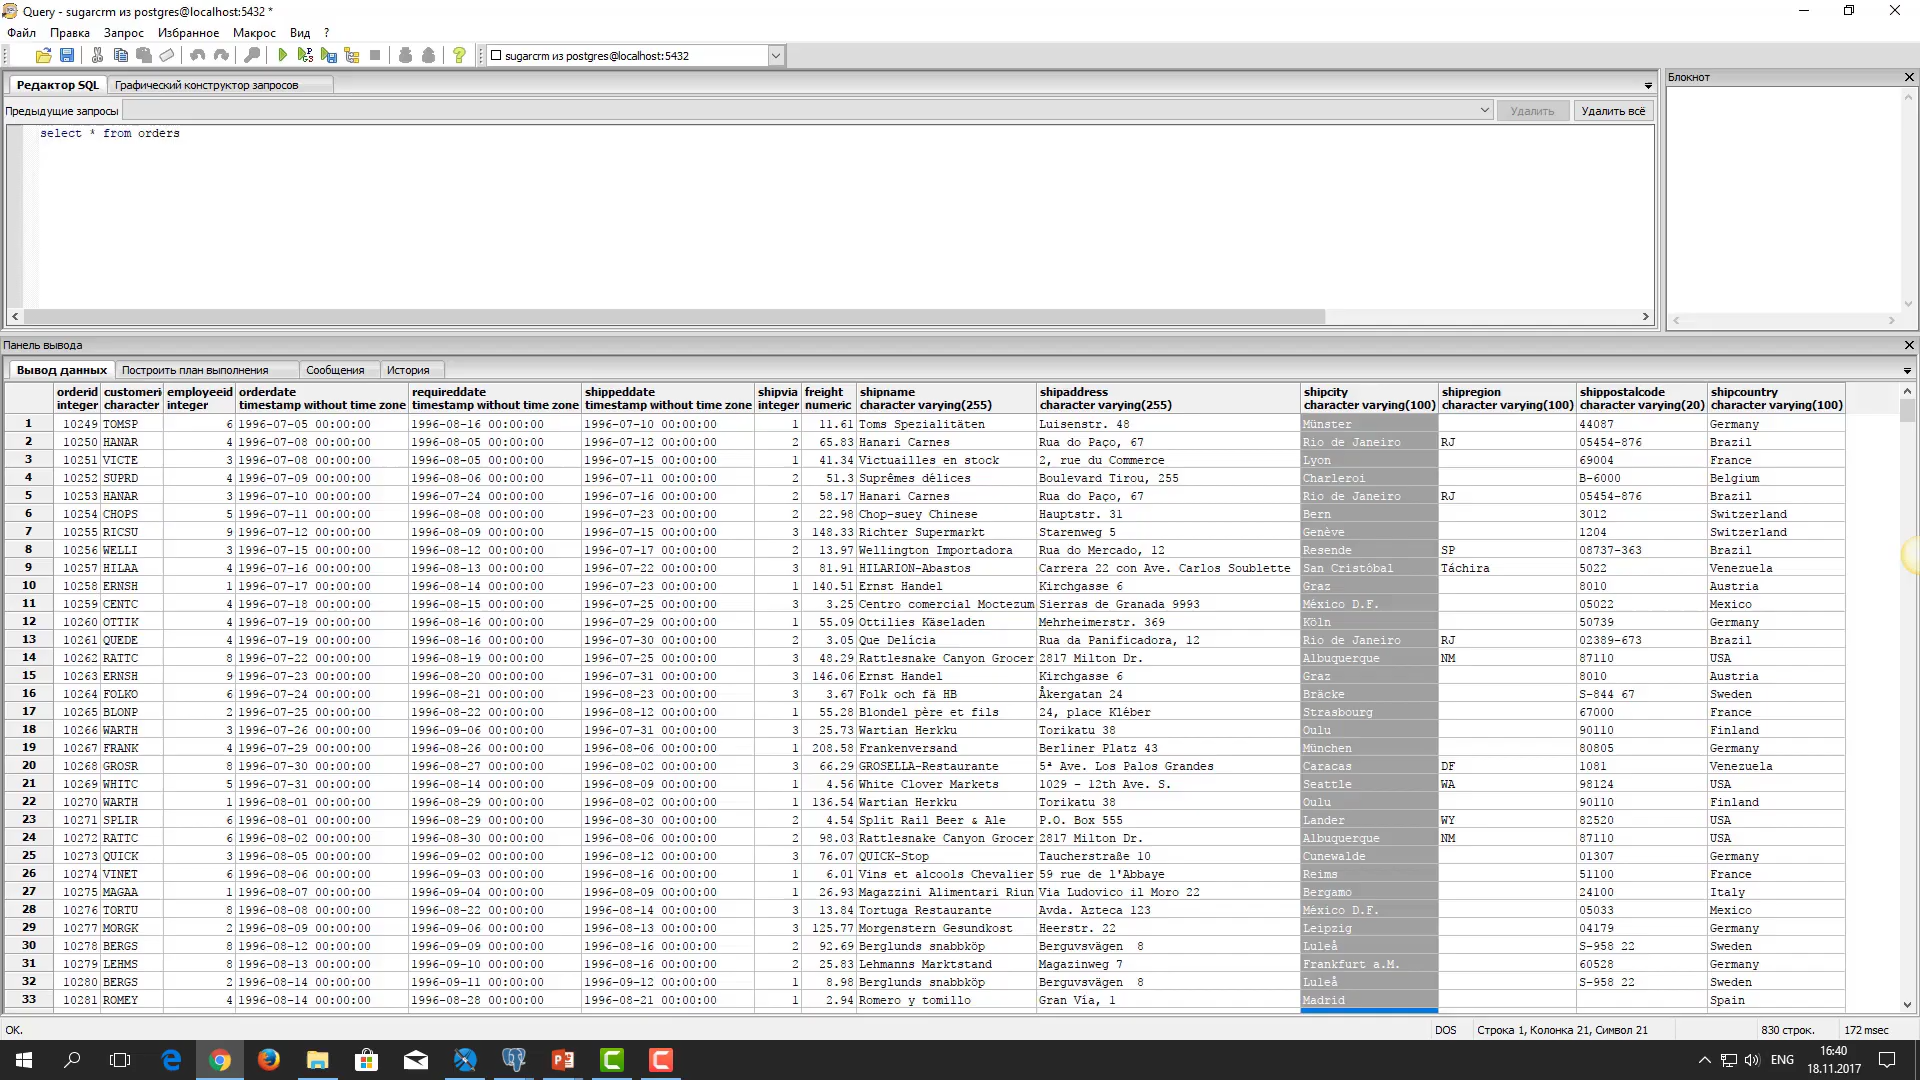 Query - sugarcrm из postgres@localhost:5432 *
Файл Правка Запрос Избранное Макрос Вид ?
sugarcrm из postgres@localhost:5432
Редактор SQL Графический конструктор запросов
Блокнот
Предыдущие запросы Удалить Удалить всё
select * from orders
Панель вывода
Вывод данных Построить план выполнения Сообщения История
orderid customeri employeeid orderdate requireddate shippeddate shipvia freight shipname shipaddress shipcity shipregion shippostalcode shipcountry
integer character integer timestamp without time zone timestamp without time zone timestamp without time zone integer numeric character varying(255) character varying(255) character varying(100) character varying(100) character varying(20) character varying(100)
1 10249 TOMSP 6 1996-07-05 00:00:00 1996-08-16 00:00:00 1996-07-10 00:00:00 1 11.61 Toms Spezialitäten Luisenstr. 48 Münster 44087 Germany
2 10250 HANAR 4 1996-07-08 00:00:00 1996-08-05 00:00:00 1996-07-12 00:00:00 2 65.83 Hanari Carnes Rua do Paço, 67 Rio de Janeiro RJ 05454-876 Brazil
3 10251 VICTE 3 1996-07-08 00:00:00 1996-08-05 00:00:00 1996-07-15 00:00:00 1 41.34 Victuailles en stock 2, rue du Commerce Lyon 69004 France
4 10252 SUPRD 4 1996-07-09 00:00:00 1996-08-06 00:00:00 1996-07-11 00:00:00 2 51.3 Suprêmes délices Boulevard Tirou, 255 Charleroi B-6000 Belgium
5 10253 HANAR 3 1996-07-10 00:00:00 1996-07-24 00:00:00 1996-07-16 00:00:00 2 58.17 Hanari Carnes Rua do Paço, 67 Rio de Janeiro RJ 05454-876 Brazil
6 10254 CHOPS 5 1996-07-11 00:00:00 1996-08-08 00:00:00 1996-07-23 00:00:00 2 22.98 Chop-suey Chinese Hauptstr. 31 Bern 3012 Switzerland
7 10255 RICSU 9 1996-07-12 00:00:00 1996-08-09 00:00:00 1996-07-15 00:00:00 3 148.33 Richter Supermarkt Starenweg 5 Genève 1204 Switzerland
8 10256 WELLI 3 1996-07-15 00:00:00 1996-08-12 00:00:00 1996-07-17 00:00:00 2 13.97 Wellington Importadora Rua do Mercado, 12 Resende SP 08737-363 Brazil
9 10257 HILAA 4 1996-07-16 00:00:00 1996-08-13 00:00:00 1996-07-22 00:00:00 3 81.91 HILARION-Abastos Carrera 22 con Ave. Carlos Soublette San Cristóbal Táchira 5022 Venezuela
10 10258 ERNSH 1 1996-07-17 00:00:00 1996-08-14 00:00:00 1996-07-23 00:00:00 1 140.51 Ernst Handel Kirchgasse 6 Graz 8010 Austria
11 10259 CENTC 4 1996-07-18 00:00:00 1996-08-15 00:00:00 1996-07-25 00:00:00 3 3.25 Centro comercial Moctezum Sierras de Granada 9993 México D.F. 05022 Mexico
12 10260 OTTIK 4 1996-07-19 00:00:00 1996-08-16 00:00:00 1996-07-29 00:00:00 1 55.09 Ottilies Käseladen Mehrheimerstr. 369 Köln 50739 Germany
13 10261 QUEDE 4 1996-07-19 00:00:00 1996-08-16 00:00:00 1996-07-30 00:00:00 2 3.05 Que Delícia Rua da Panificadora, 12 Rio de Janeiro RJ 02389-673 Brazil
14 10262 RATTC 8 1996-07-22 00:00:00 1996-08-19 00:00:00 1996-07-25 00:00:00 3 48.29 Rattlesnake Canyon Grocer 2817 Milton Dr. Albuquerque NM 87110 USA
15 10263 ERNSH 9 1996-07-23 00:00:00 1996-08-20 00:00:00 1996-07-31 00:00:00 3 146.06 Ernst Handel Kirchgasse 6 Graz 8010 Austria
16 10264 FOLKO 6 1996-07-24 00:00:00 1996-08-21 00:00:00 1996-08-23 00:00:00 3 3.67 Folk och fä HB Åkergatan 24 Bräcke S-844 67 Sweden
17 10265 BLONP 2 1996-07-25 00:00:00 1996-08-22 00:00:00 1996-08-12 00:00:00 1 55.28 Blondel père et fils 24, place Kléber Strasbourg 67000 France
18 10266 WARTH 3 1996-07-26 00:00:00 1996-09-06 00:00:00 1996-07-31 00:00:00 3 25.73 Wartian Herkku Torikatu 38 Oulu 90110 Finland
19 10267 FRANK 4 1996-07-29 00:00:00 1996-08-26 00:00:00 1996-08-06 00:00:00 1 208.58 Frankenversand Berliner Platz 43 München 80805 Germany
20 10268 GROSR 8 1996-07-30 00:00:00 1996-08-27 00:00:00 1996-08-02 00:00:00 3 66.29 GROSELLA-Restaurante 5ª Ave. Los Palos Grandes Caracas DF 1081 Venezuela
21 10269 WHITC 5 1996-07-31 00:00:00 1996-08-14 00:00:00 1996-08-09 00:00:00 1 4.56 White Clover Markets 1029 - 12th Ave. S. Seattle WA 98124 USA
22 10270 WARTH 1 1996-08-01 00:00:00 1996-08-29 00:00:00 1996-08-02 00:00:00 1 136.54 Wartian Herkku Torikatu 38 Oulu 90110 Finland
23 10271 SPLIR 6 1996-08-01 00:00:00 1996-08-29 00:00:00 1996-08-30 00:00:00 2 4.54 Split Rail Beer & Ale P.O. Box 555 Lander WY 82520 USA
24 10272 RATTC 6 1996-08-02 00:00:00 1996-08-30 00:00:00 1996-08-06 00:00:00 2 98.03 Rattlesnake Canyon Grocer 2817 Milton Dr. Albuquerque NM 87110 USA
25 10273 QUICK 3 1996-08-05 00:00:00 1996-09-02 00:00:00 1996-08-12 00:00:00 3 76.07 QUICK-Stop Taucherstraße 10 Cunewalde 01307 Germany
26 10274 VINET 6 1996-08-06 00:00:00 1996-09-03 00:00:00 1996-08-16 00:00:00 1 6.01 Vins et alcools Chevalier 59 rue de l'Abbaye Reims 51100 France
27 10275 MAGAA 1 1996-08-07 00:00:00 1996-09-04 00:00:00 1996-08-09 00:00:00 1 26.93 Magazzini Alimentari Riun Via Ludovico il Moro 22 Bergamo 24100 Italy
28 10276 TORTU 8 1996-08-08 00:00:00 1996-08-22 00:00:00 1996-08-14 00:00:00 3 13.84 Tortuga Restaurante Avda. Azteca 123 México D.F. 05033 Mexico
29 10277 MORGK 2 1996-08-09 00:00:00 1996-09-06 00:00:00 1996-08-13 00:00:00 3 125.77 Morgenstern Gesundkost Heerstr. 22 Leipzig 04179 Germany
30 10278 BERGS 8 1996-08-12 00:00:00 1996-09-09 00:00:00 1996-08-16 00:00:00 2 92.69 Berglunds snabbköp Berguvsvägen 8 Luleå S-958 22 Sweden
31 10279 LEHMS 8 1996-08-13 00:00:00 1996-09-10 00:00:00 1996-08-16 00:00:00 2 25.83 Lehmanns Marktstand Magazinweg 7 Frankfurt a.M. 60528 Germany
32 10280 BERGS 2 1996-08-14 00:00:00 1996-09-11 00:00:00 1996-09-12 00:00:00 1 8.98 Berglunds snabbköp Berguvsvägen 8 Luleå S-958 22 Sweden
33 10281 ROMEY 4 1996-08-14 00:00:00 1996-08-28 00:00:00 1996-08-21 00:00:00 1 2.94 Romero y tomillo Gran Vía, 1 Madrid Spain
OK. DOS Строка 1, Колонка 21, Символ 21 830 строк. 172 msec
ENG 16:40
18.11.2017